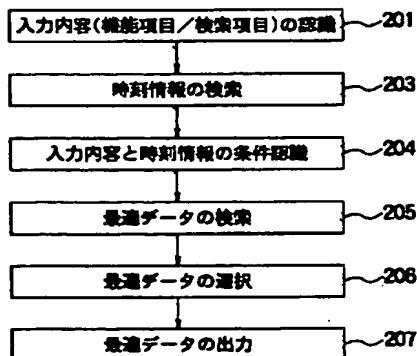 入力内容(機能項目／検索項目)の認識 201
時刻情報の検索 203
入力内容と時刻情報の条件認識 204
最適データの検索 205
最適データの選択 206
最適データの出力 207